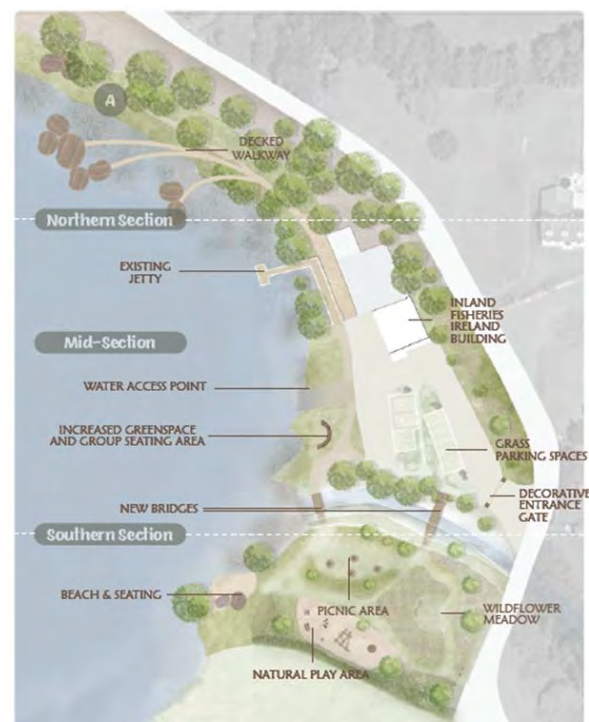 A
DECKED
WALKWAY
Northern Section
EXISTING
JETTY
INLAND
FISHERIES
IRELAND
BUILDING
Mid-Section
WATER ACCESS POINT
INCREASED GREENSPACE
AND GROUP SEATING AREA
GRASS
PARKING SPACES
DECORATIVE
ENTRANCE
GATE
NEW BRIDGES
Southern Section
BEACH & SEATING
PICNIC AREA
WILDFLOWER
MEADOW
NATURAL PLAY AREA